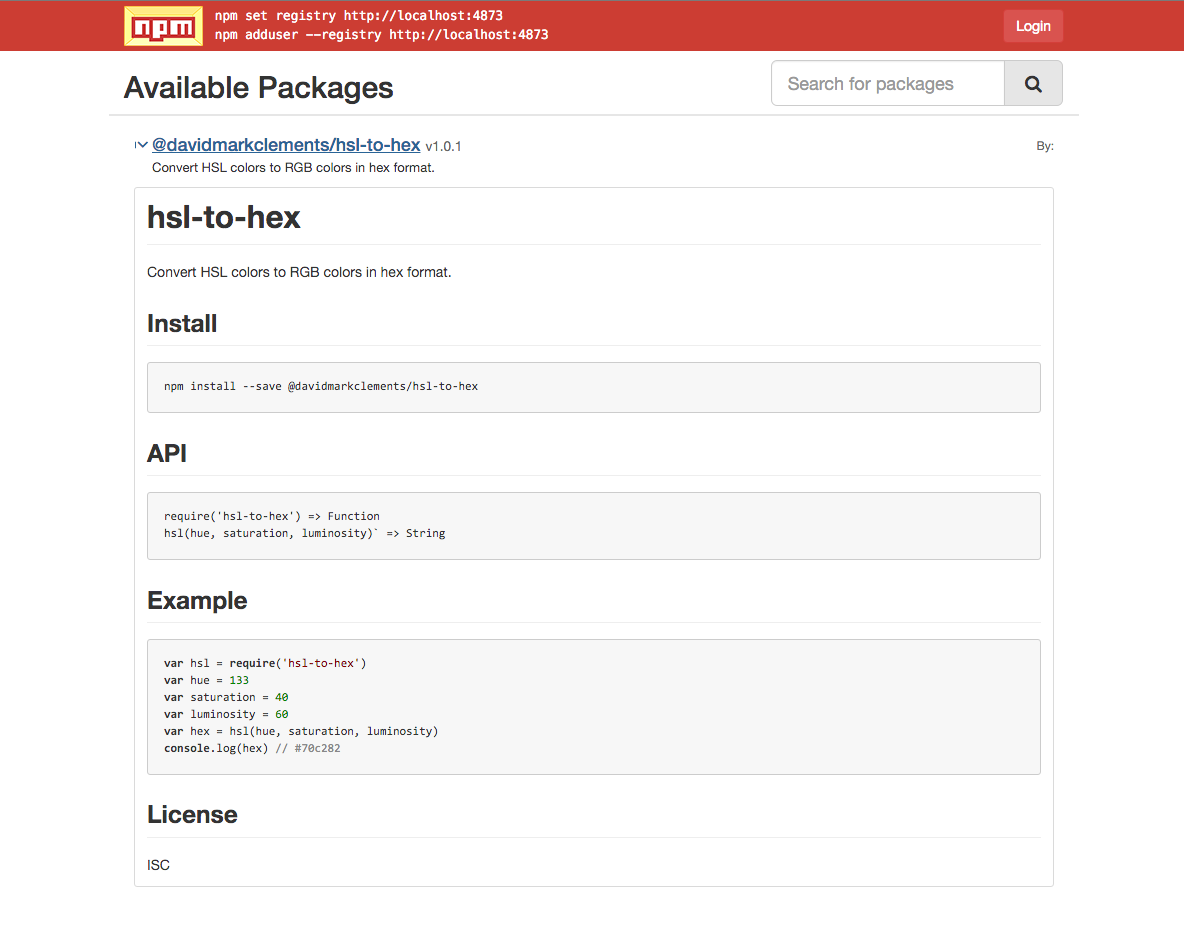 npm
npm set registry http://localhost:4873
npm adduser --registry http://localhost:4873
Login
Available Packages
Search for packages
@davidmarkclements/hsl-to-hex v1.0.1
By:
Convert HSL colors to RGB colors in hex format.
hsl-to-hex
Convert HSL colors to RGB colors in hex format.
Install
npm install --save @davidmarkclements/hsl-to-hex
API
require('hsl-to-hex') => Function
hsl(hue, saturation, luminosity)` => String
Example
var hsl = require('hsl-to-hex')
var hue = 133
var saturation = 40
var luminosity = 60
var hex = hsl(hue, saturation, luminosity)
console.log(hex) // #70c282
License
ISC